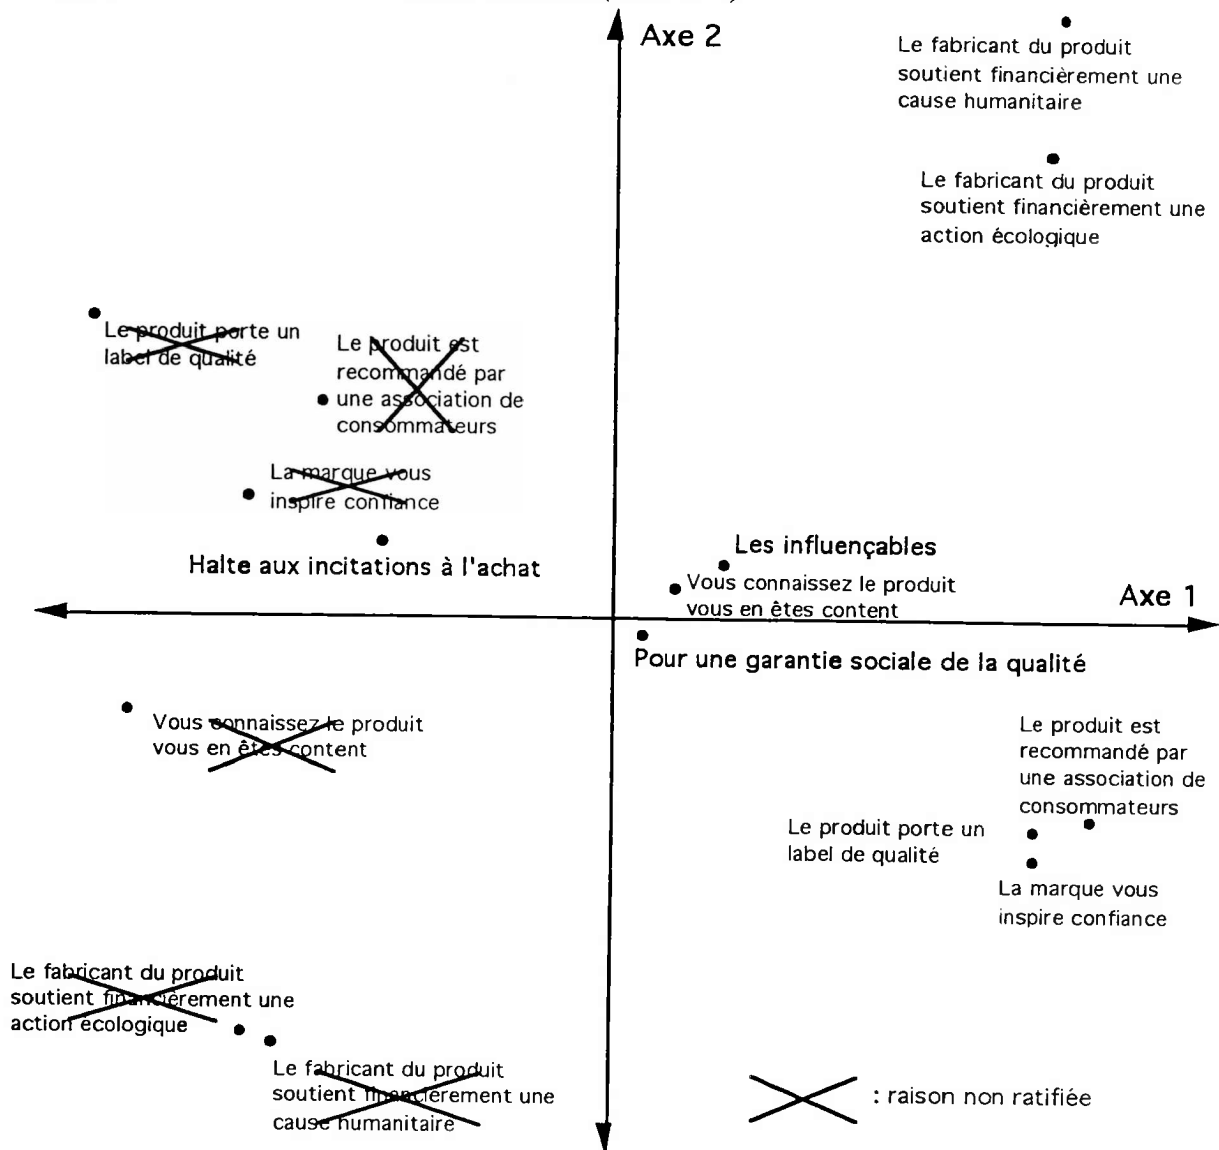 Axe 2
Le fabricant du produit
soutient financièrement une
cause humanitaire
Le fabricant du produit
soutient financièrement une
action écologique
Le produit porte un
label de qualité
Le produit est
recommandé par
une association de
consommateurs
La marque vous
inspire confiance
Halte aux incitations à l'achat
Les influençables
Vous connaissez le produit
vous en êtes content
Axe 1
Pour une garantie sociale de la qualité
Vous connaissez le produit
vous en êtes content
Le produit est
recommandé par
une association de
consommateurs
Le produit porte un
label de qualité
La marque vous
inspire confiance
Le fabricant du produit
soutient financièrement une
action écologique
Le fabricant du produit
soutient financièrement une
cause humanitaire
: raison non ratifiée